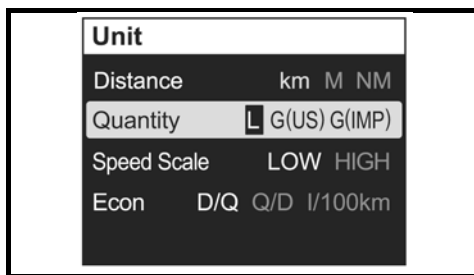 Unit
Distance km M NM
Quantity L G(US) G(IMP)
Speed Scale LOW HIGH
Econ D/Q Q/D l/100km